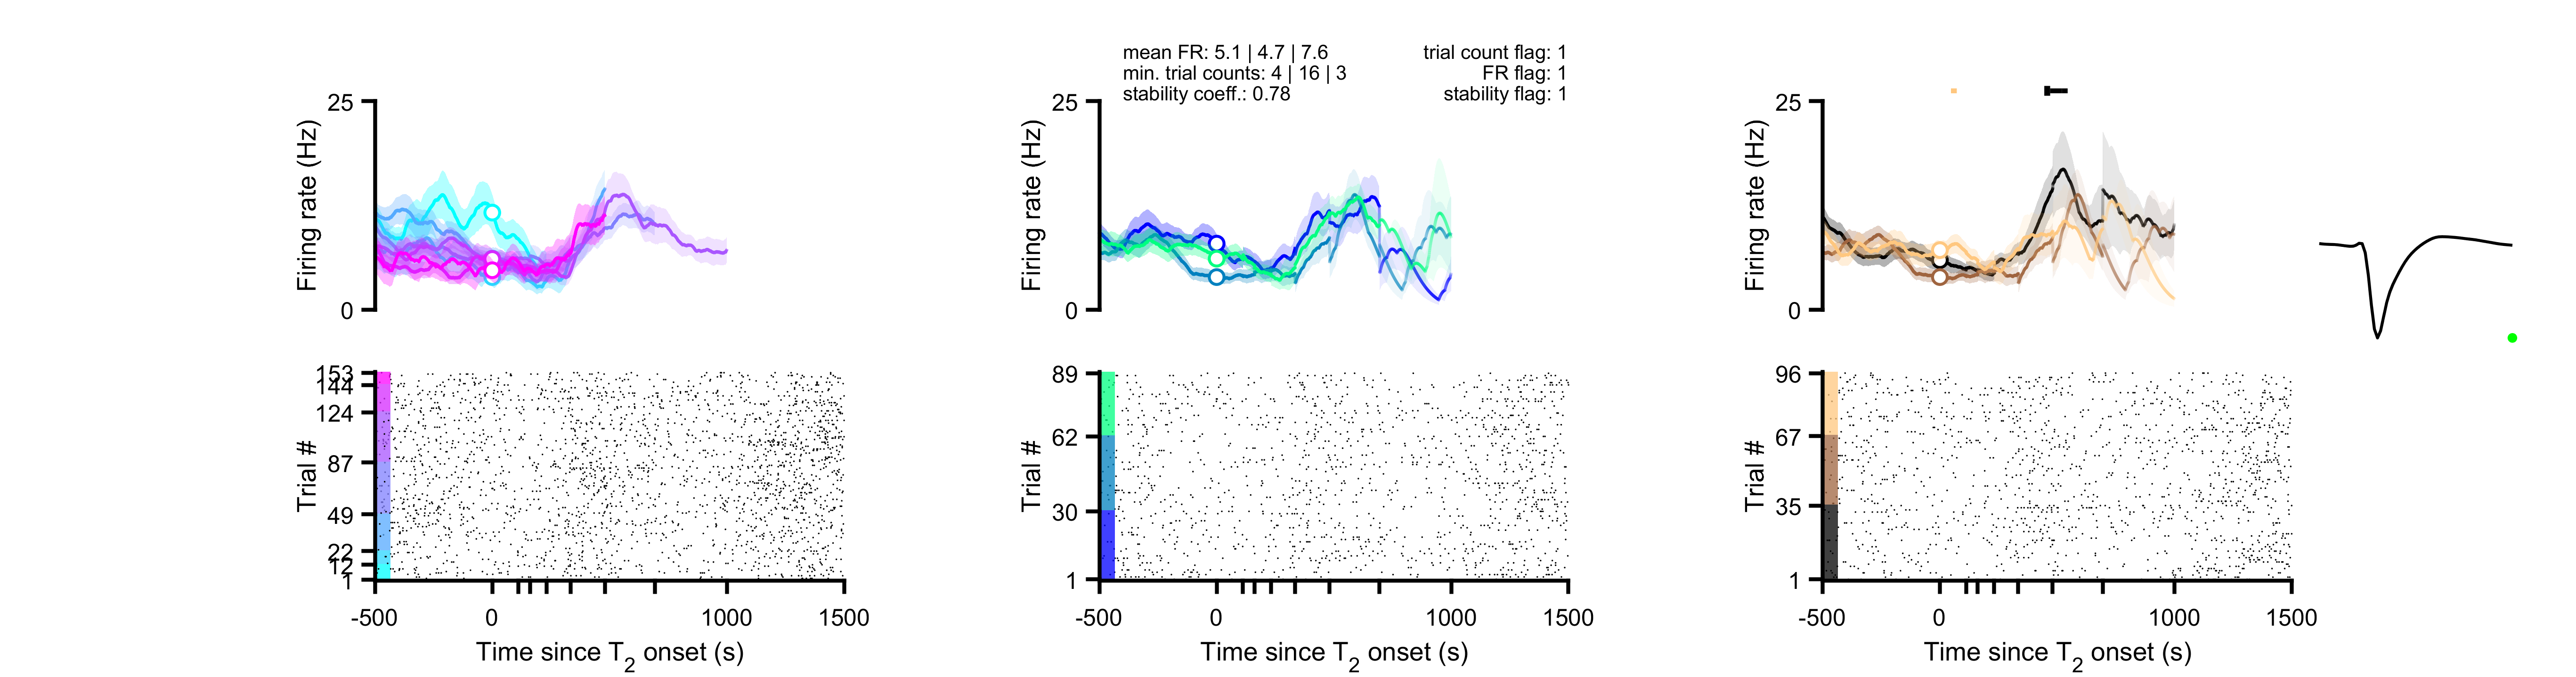 mean FR: 5.1 | 4.7 | 7.6
trial count flag: 1
min. trial counts: 4 | 16 | 3
FR flag: 1
stability coeff.: 0.78
stability flag: 1
25
Firing rate (Hz)
0
25
Firing rate (Hz)
0
25
Firing rate (Hz)
0
153
144
124
87
49
22
12
1
Trial #
-500
0
1000
1500
Time since T2 onset (s)
89
62
30
1
Trial #
-500
0
1000
1500
Time since T2 onset (s)
96
67
35
1
Trial #
-500
0
1000
1500
Time since T2 onset (s)